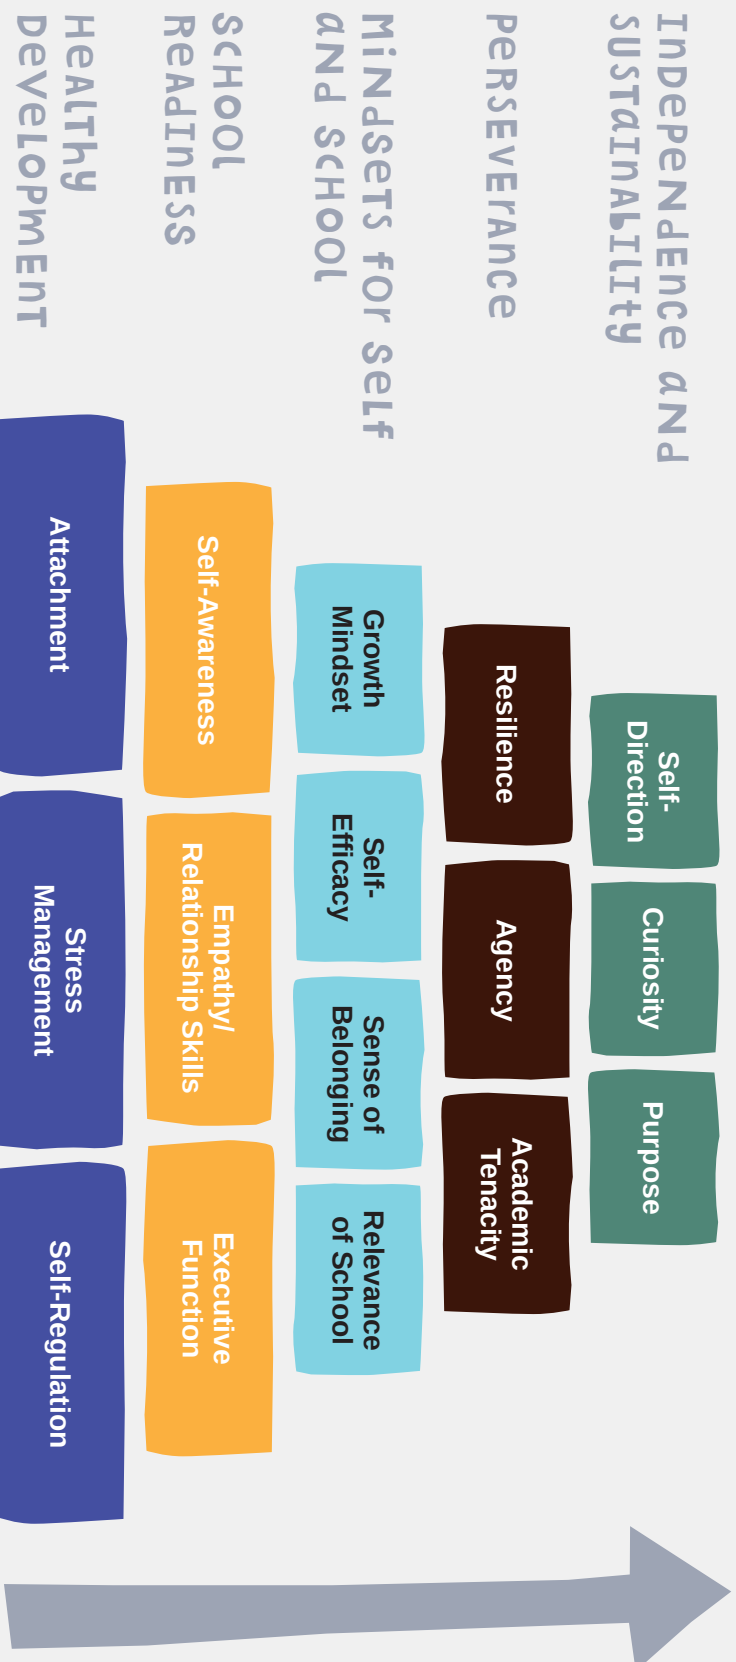 Independence and
Sustainability
Self-
Direction
Curiosity
Purpose
Perseverance
Resilience
Agency
Academic
Tenacity
Mindsets for Self
and School
Growth
Mindset
Self-
Efficacy
Sense of
Belonging
Relevance
of School
School
Readiness
Self-Awareness
Empathy/
Relationship Skills
Executive
Function
Healthy
Development
Attachment
Stress
Management
Self-Regulation